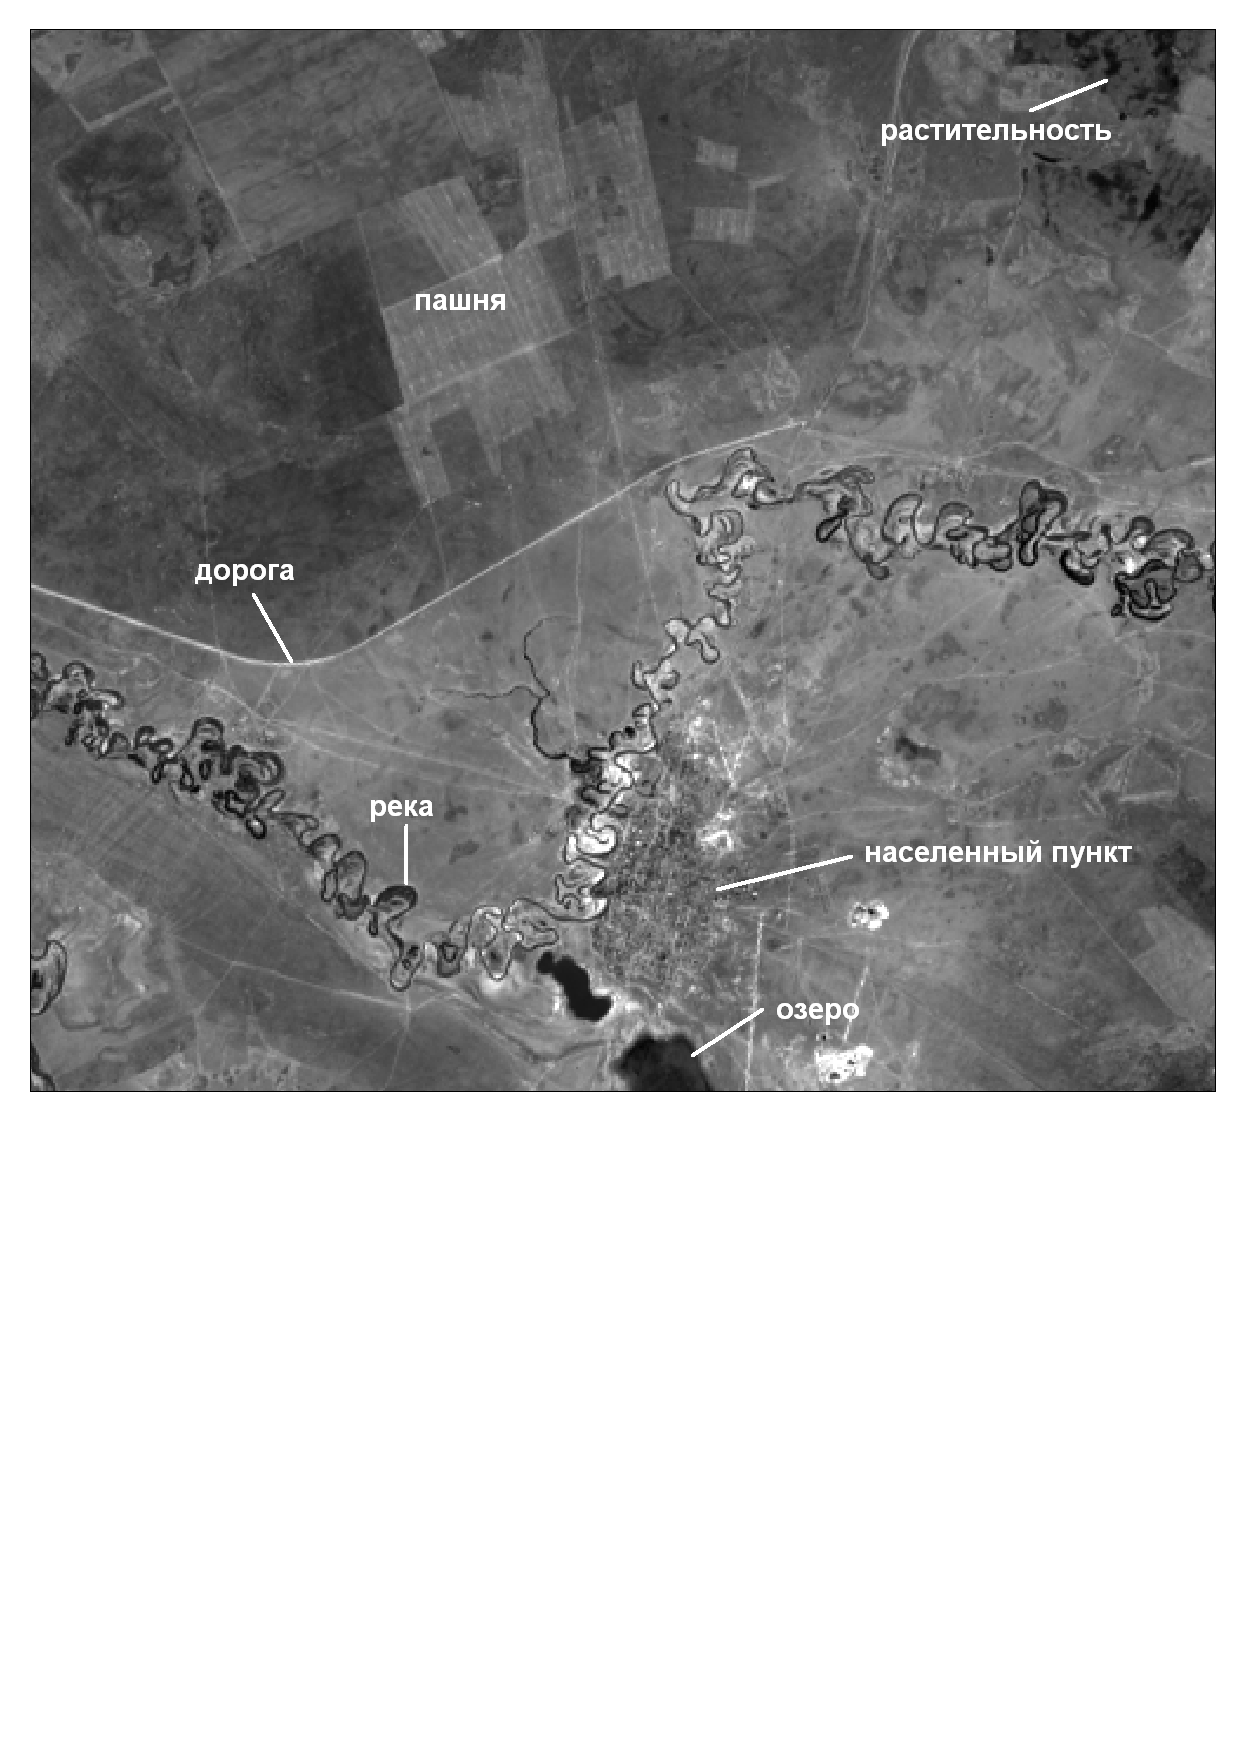 растительность
пашня
дорога
река
населенный пункт
озеро